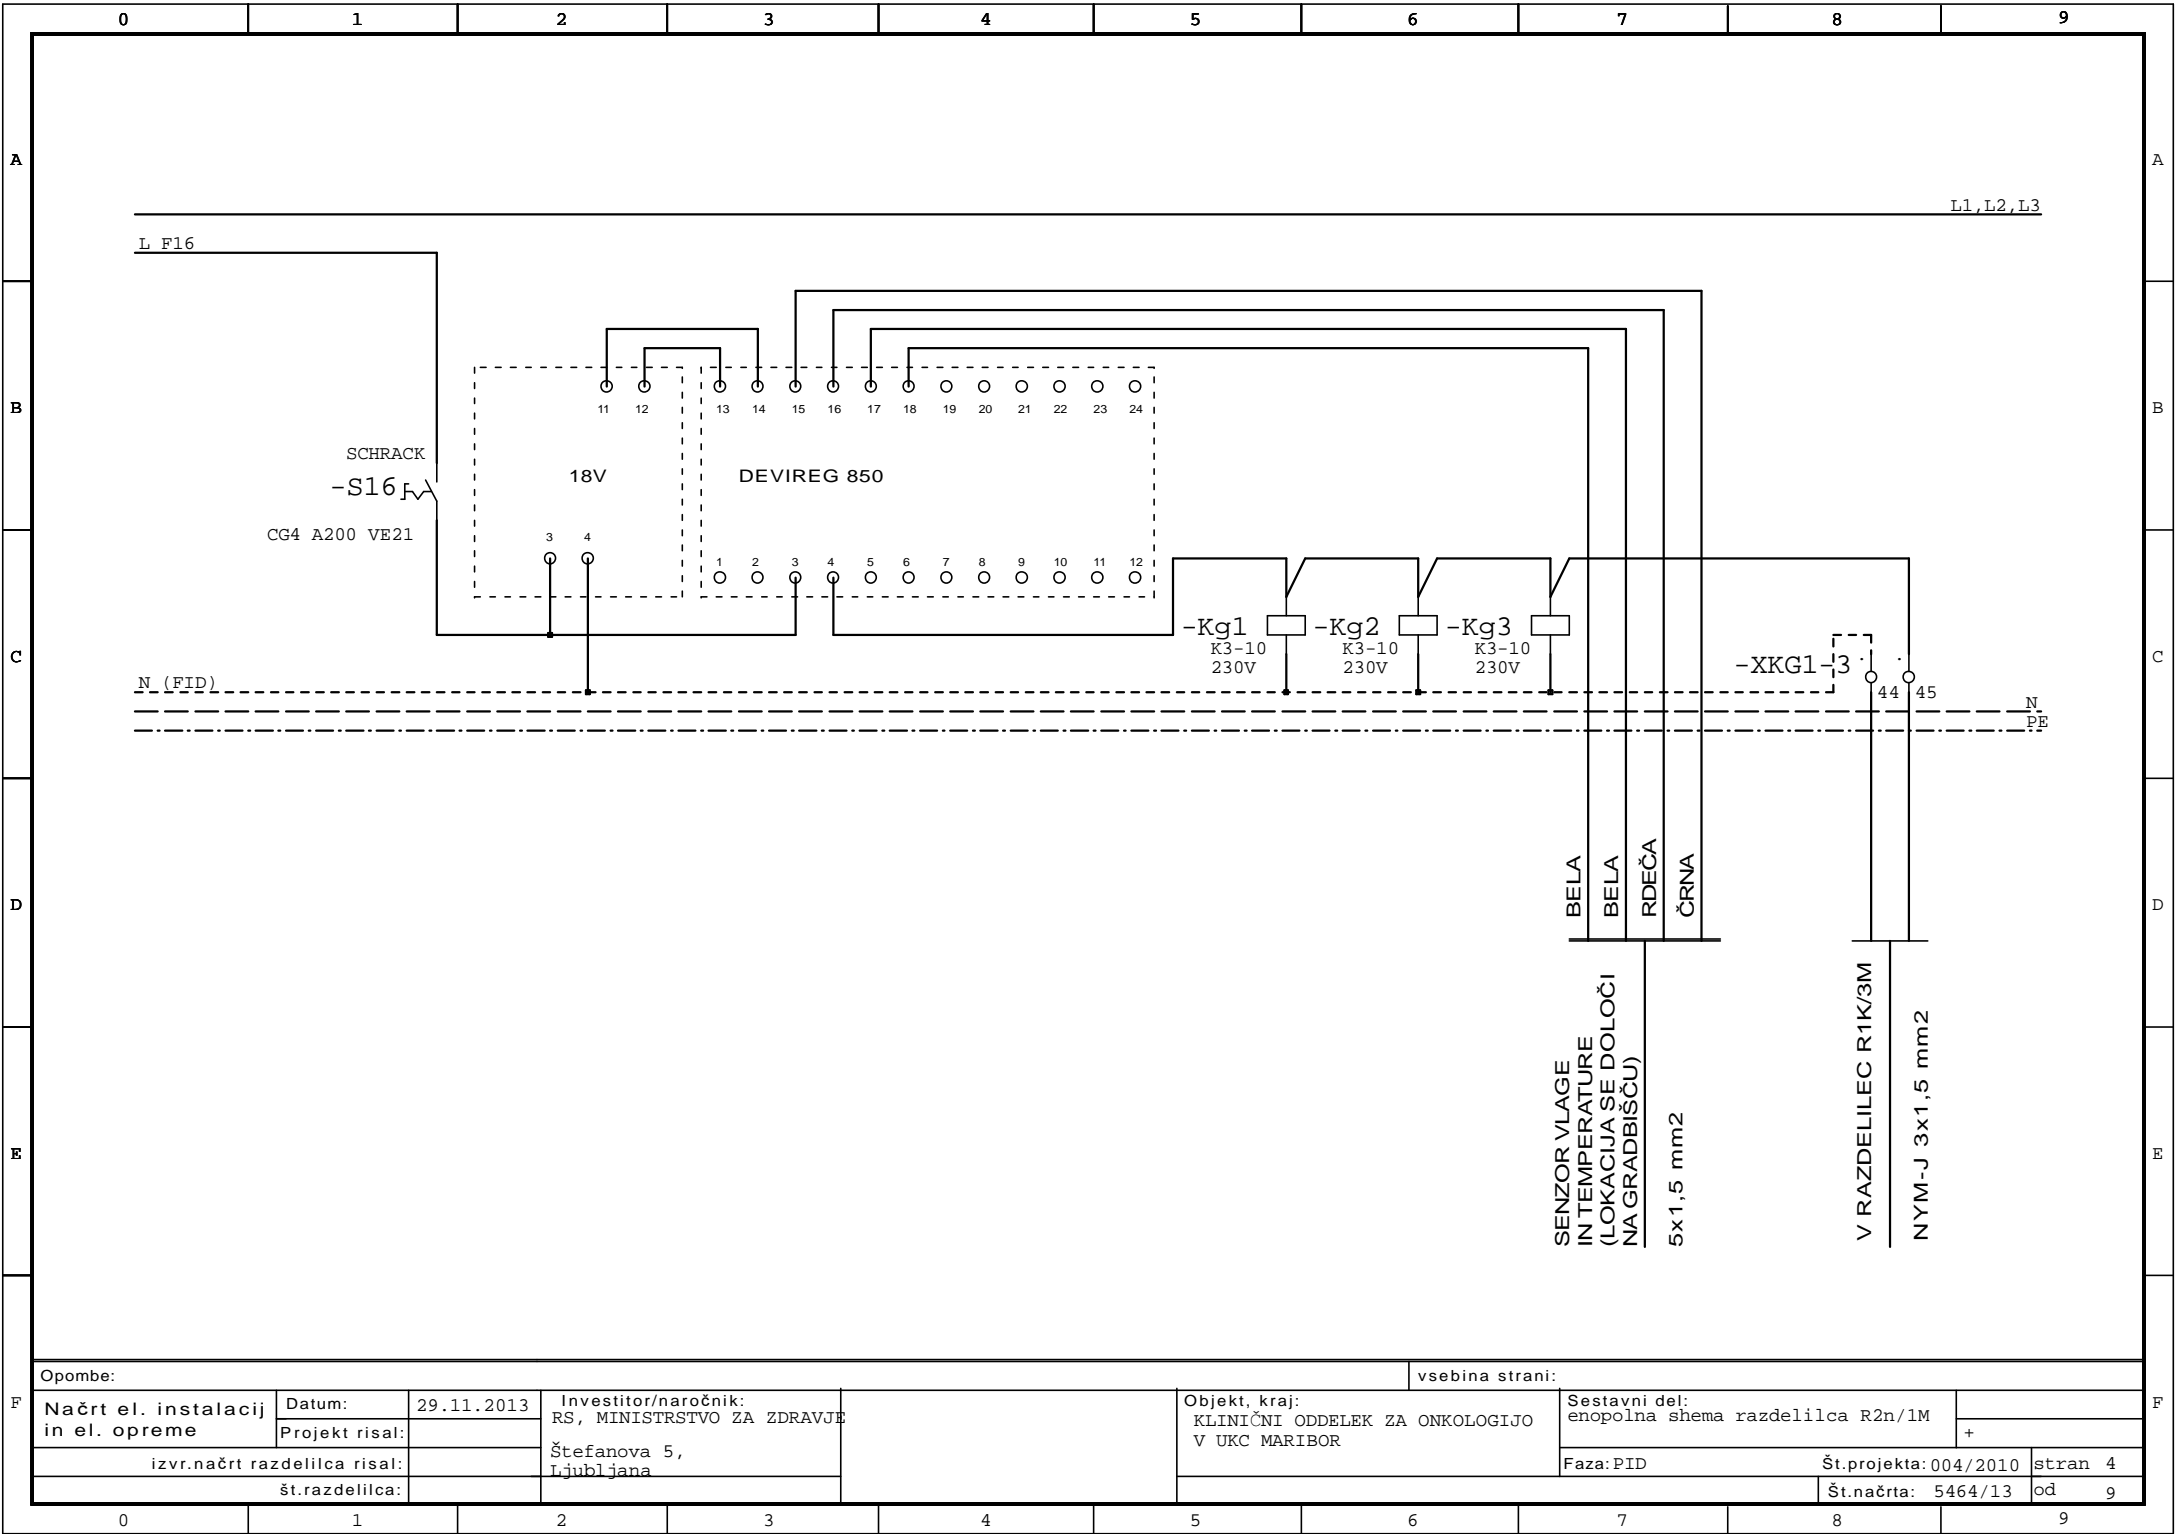 0 1 2 3 4 5 6 7 8 9
A A
L1,L2,L3
L F16
B B
11 12 13 14 15 16 17 18 19 20 21 22 23 24
SCHRACK
-S16
18V
DEVIREG 850
CG4 A200 VE21
3 4
1 2 3 4 5 6 7 8 9 10 11 12
C C
-Kg1
K3-10
230V
-Kg2
K3-10
230V
-Kg3
K3-10
230V
-XKG1-3
44 45
N (FID)
N
PE
D D
BELA
BELA
RDEČA
ČRNA
E E
SENZOR VLAGE
IN TEMPERATURE
(LOKACIJA SE DOLOČI
NA GRADBIŠČU)
5x1,5 mm2
V RAZDELILEC R1K/3M
NYM-J 3x1,5 mm2
F F
Opombe:
vsebina strani:
Načrt el. instalacij
in el. opreme
Datum: 29.11.2013
Projekt risal:
izvr.načrt razdelilca risal:
št.razdelilca:
Investitor/naročnik:
RS, MINISTRSTVO ZA ZDRAVJE
Štefanova 5,
Ljubljana
Objekt, kraj:
KLINIČNI ODDELEK ZA ONKOLOGIJO
V UKC MARIBOR
Sestavni del:
enopolna shema razdelilca R2n/1M
+
Faza: PID
Št.projekta: 004/2010
stran 4
Št.načrta: 5464/13
od 9
0 1 2 3 4 5 6 7 8 9